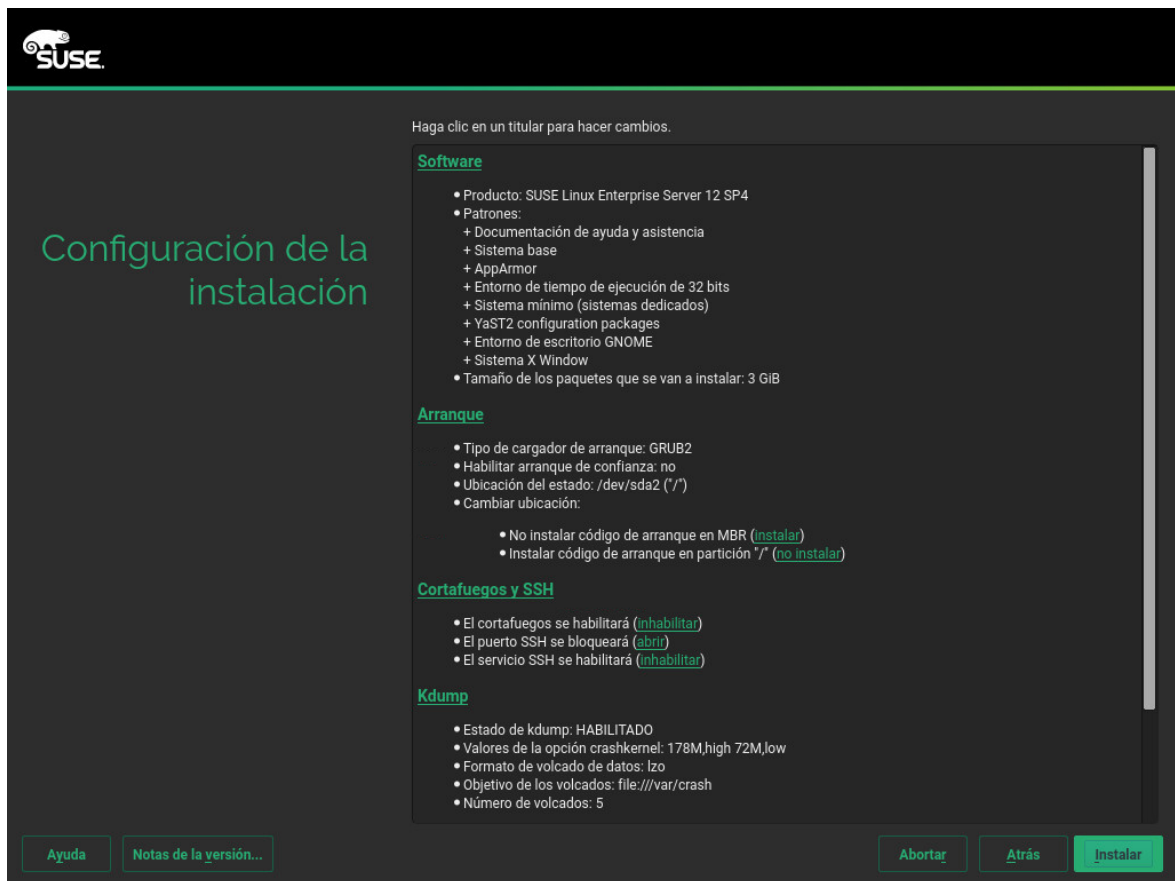 SUSE.
Haga clic en un titular para hacer cambios.
Configuración de la
instalación
Software
• Producto: SUSE Linux Enterprise Server 12 SP4
• Patrones:
+ Documentación de ayuda y asistencia
+ Sistema base
+ AppArmor
+ Entorno de tiempo de ejecución de 32 bits
+ Sistema mínimo (sistemas dedicados)
+ YaST2 configuration packages
+ Entorno de escritorio GNOME
+ Sistema X Window
• Tamaño de los paquetes que se van a instalar: 3 GiB
Arranque
• Tipo de cargador de arranque: GRUB2
• Habilitar arranque de confianza: no
• Ubicación del estado: /dev/sda2 ("/")
• Cambiar ubicación:
• No instalar código de arranque en MBR (instalar)
• Instalar código de arranque en partición "/" (no instalar)
Cortafuegos y SSH
• El cortafuegos se habilitará (inhabilitar)
• El puerto SSH se bloqueará (abrir)
• El servicio SSH se habilitará (inhabilitar)
Kdump
• Estado de kdump: HABILITADO
• Valores de la opción crashkernel: 178M,high 72M,low
• Formato de volcado de datos: lzo
• Objetivo de los volcados: file:///var/crash
• Número de volcados: 5
Ayuda
Notas de la versión...
Abortar
Atrás
Instalar